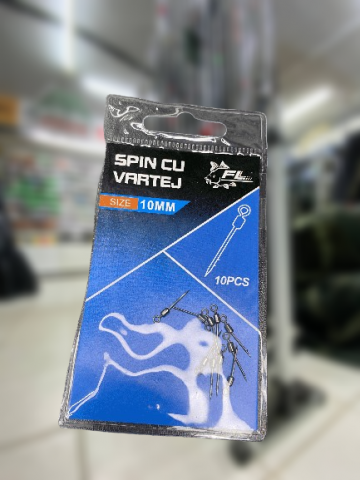 SPIN CU
VARTEJ
FL
SIZE 10MM
10PCS